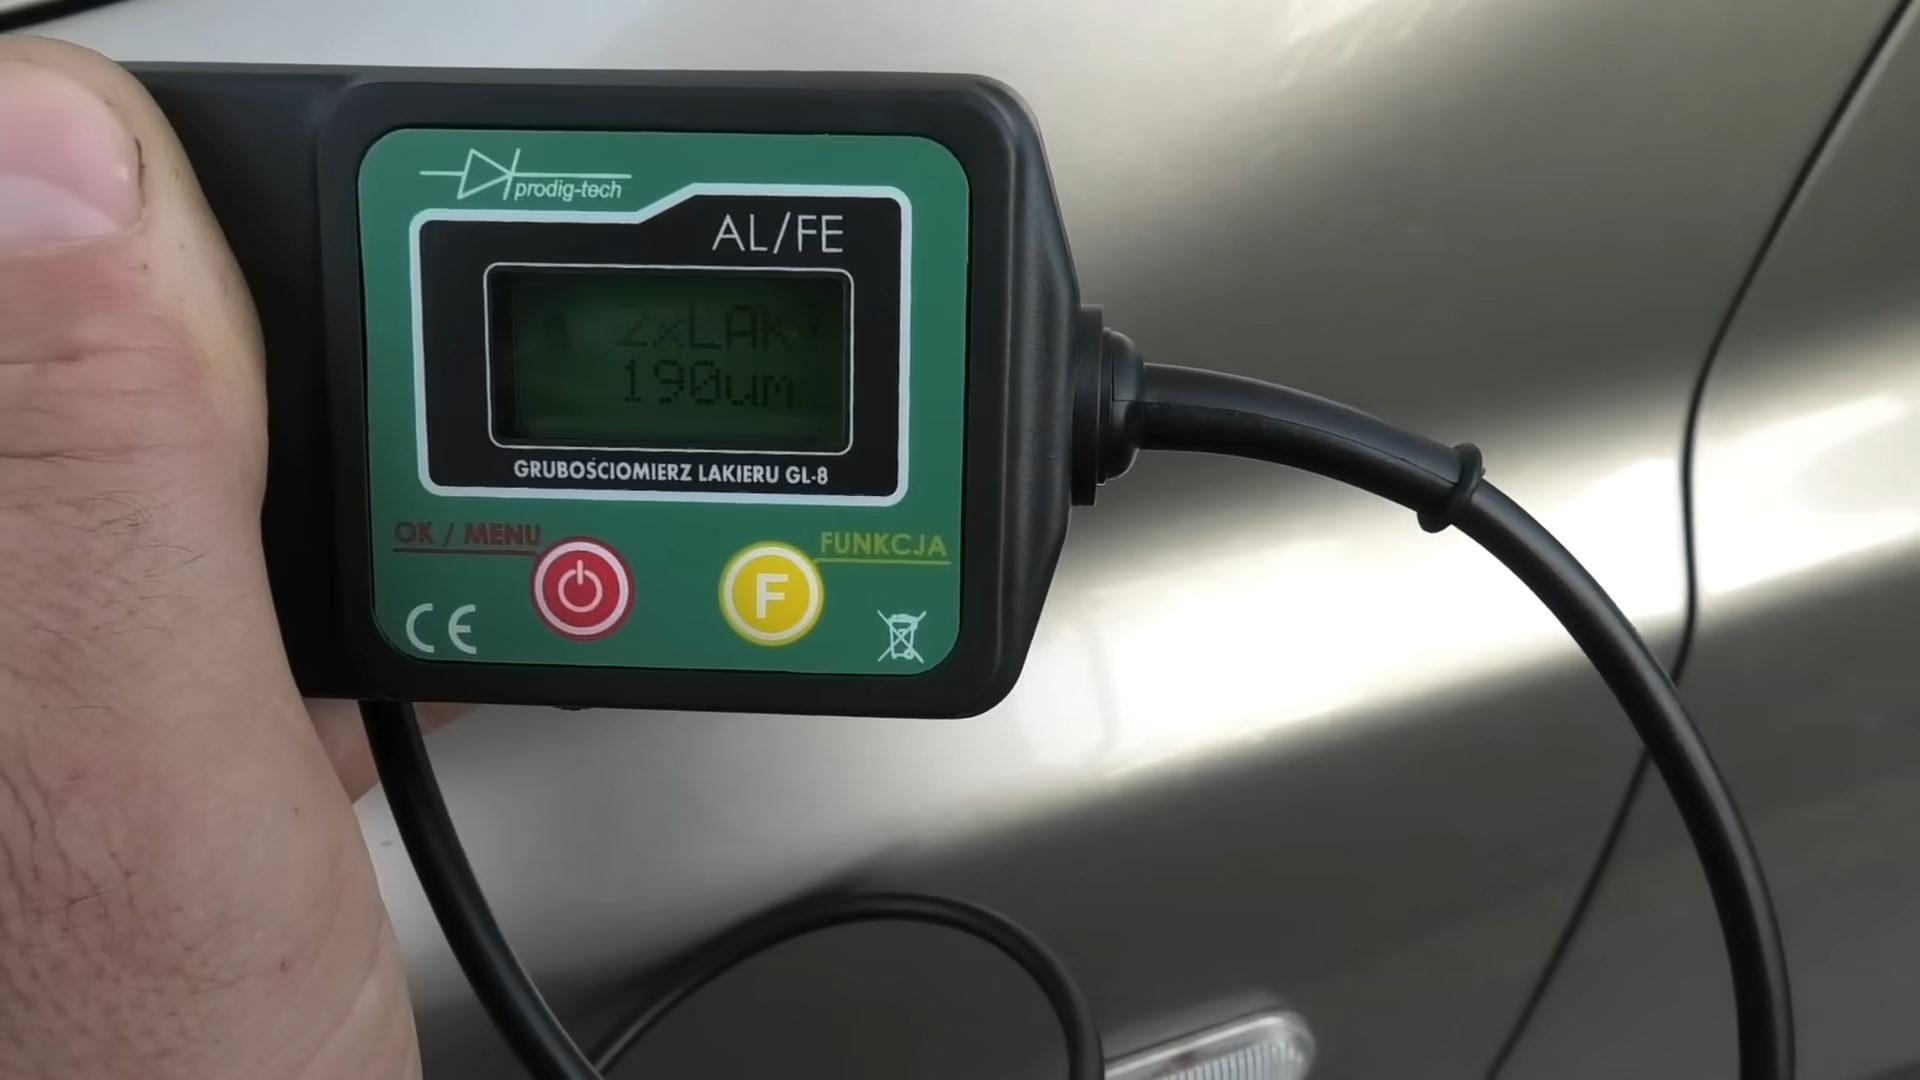 prodig-tech
AL/FE
2xLAK
190um
GRUBOŚCIOMIERZ LAKIERU GL-8
OK / MENU
FUNKCJA
F
CE